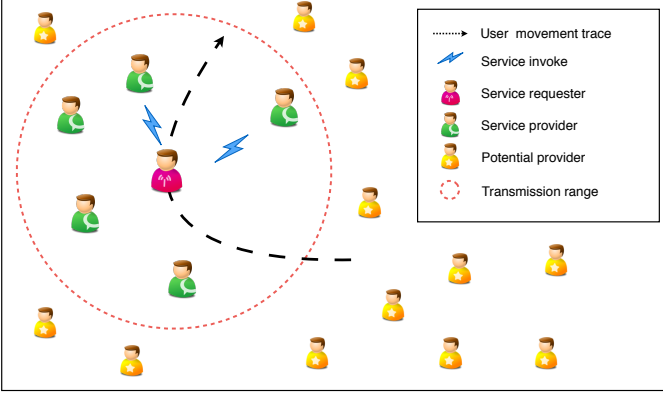 User movement trace
Service invoke
Service requester
Service provider
Potential provider
Transmission range